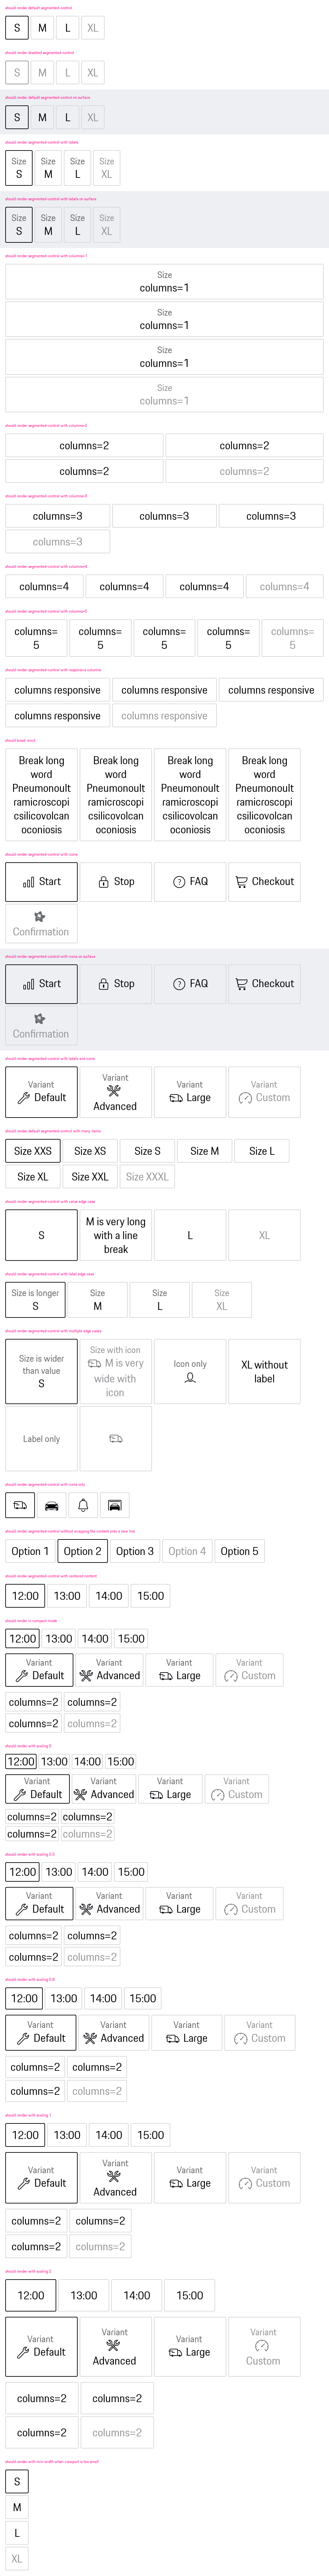 should render default segmented-control
S M L XL
should render disabled segmented-control
S M L XL
should render default segmented-control on surface
S M L XL
should render segmented-control with labels
Size Size Size Size
S M L XL
should render segmented-control with labels on surface
Size Size Size Size
S M L XL
should render segmented-control with columns=1
Size
columns=1
Size
columns=1
Size
columns=1
Size
columns=1
should render segmented-control with columns=2
columns=2 columns=2
columns=2 columns=2
should render segmented-control with columns=3
columns=3 columns=3 columns=3
columns=3
should render segmented-control with columns=4
columns=4 columns=4 columns=4 columns=4
should render segmented-control with columns=5
columns= columns= columns= columns= columns=
5 5 5 5 5
should render segmented-control with responsive columns
columns responsive columns responsive columns responsive
columns responsive columns responsive
should break word
Break long Break long Break long Break long
word word word word
Pneumonoult Pneumonoult Pneumonoult Pneumonoult
ramicroscopi ramicroscopi ramicroscopi ramicroscopi
csilicovolcan csilicovolcan csilicovolcan csilicovolcan
oconiosis oconiosis oconiosis oconiosis
should render segmented-control with icons
Start Stop FAQ Checkout
Confirmation
should render segmented-control with icons on surface
Start Stop FAQ Checkout
Confirmation
should render segmented-control with labels and icons
Variant Variant Variant Variant
Default Advanced Large Custom
should render default segmented-control with many items
Size XXS Size XS Size S Size M Size L
Size XL Size XXL Size XXXL
should render segmented-control with value edge case
S
M is very long
with a line
break
L XL
should render segmented-control with label edge case
Size is longer Size Size Size
S M L XL
should render segmented-control with multiple edge cases
Size is wider
than value
S
Size with icon
M is very
wide with
icon
Icon only
XL without
label
Label only
should render segmented-control with icons only
should render segmented-control without wrapping the content onto a new line
Option 1 Option 2 Option 3 Option 4 Option 5
should render segmented-control with centered content
12:00 13:00 14:00 15:00
should render in compact mode
12:00 13:00 14:00 15:00
Variant Variant Variant Variant
Default Advanced Large Custom
columns=2 columns=2
columns=2 columns=2
should render with scaling 0
12:00 13:00 14:00 15:00
Variant Variant Variant Variant
Default Advanced Large Custom
columns=2 columns=2
columns=2 columns=2
should render with scaling 0.5
12:00 13:00 14:00 15:00
Variant Variant Variant Variant
Default Advanced Large Custom
columns=2 columns=2
columns=2 columns=2
should render with scaling 0.8
12:00 13:00 14:00 15:00
Variant Variant Variant Variant
Default Advanced Large Custom
columns=2 columns=2
columns=2 columns=2
should render with scaling 1
12:00 13:00 14:00 15:00
Variant Variant Variant Variant
Default Advanced Large Custom
columns=2 columns=2
columns=2 columns=2
should render with scaling 2
12:00 13:00 14:00 15:00
Variant Variant Variant Variant
Default Advanced Large Custom
columns=2 columns=2
columns=2 columns=2
should render with min-width when viewport is too small
S
M
L
XL